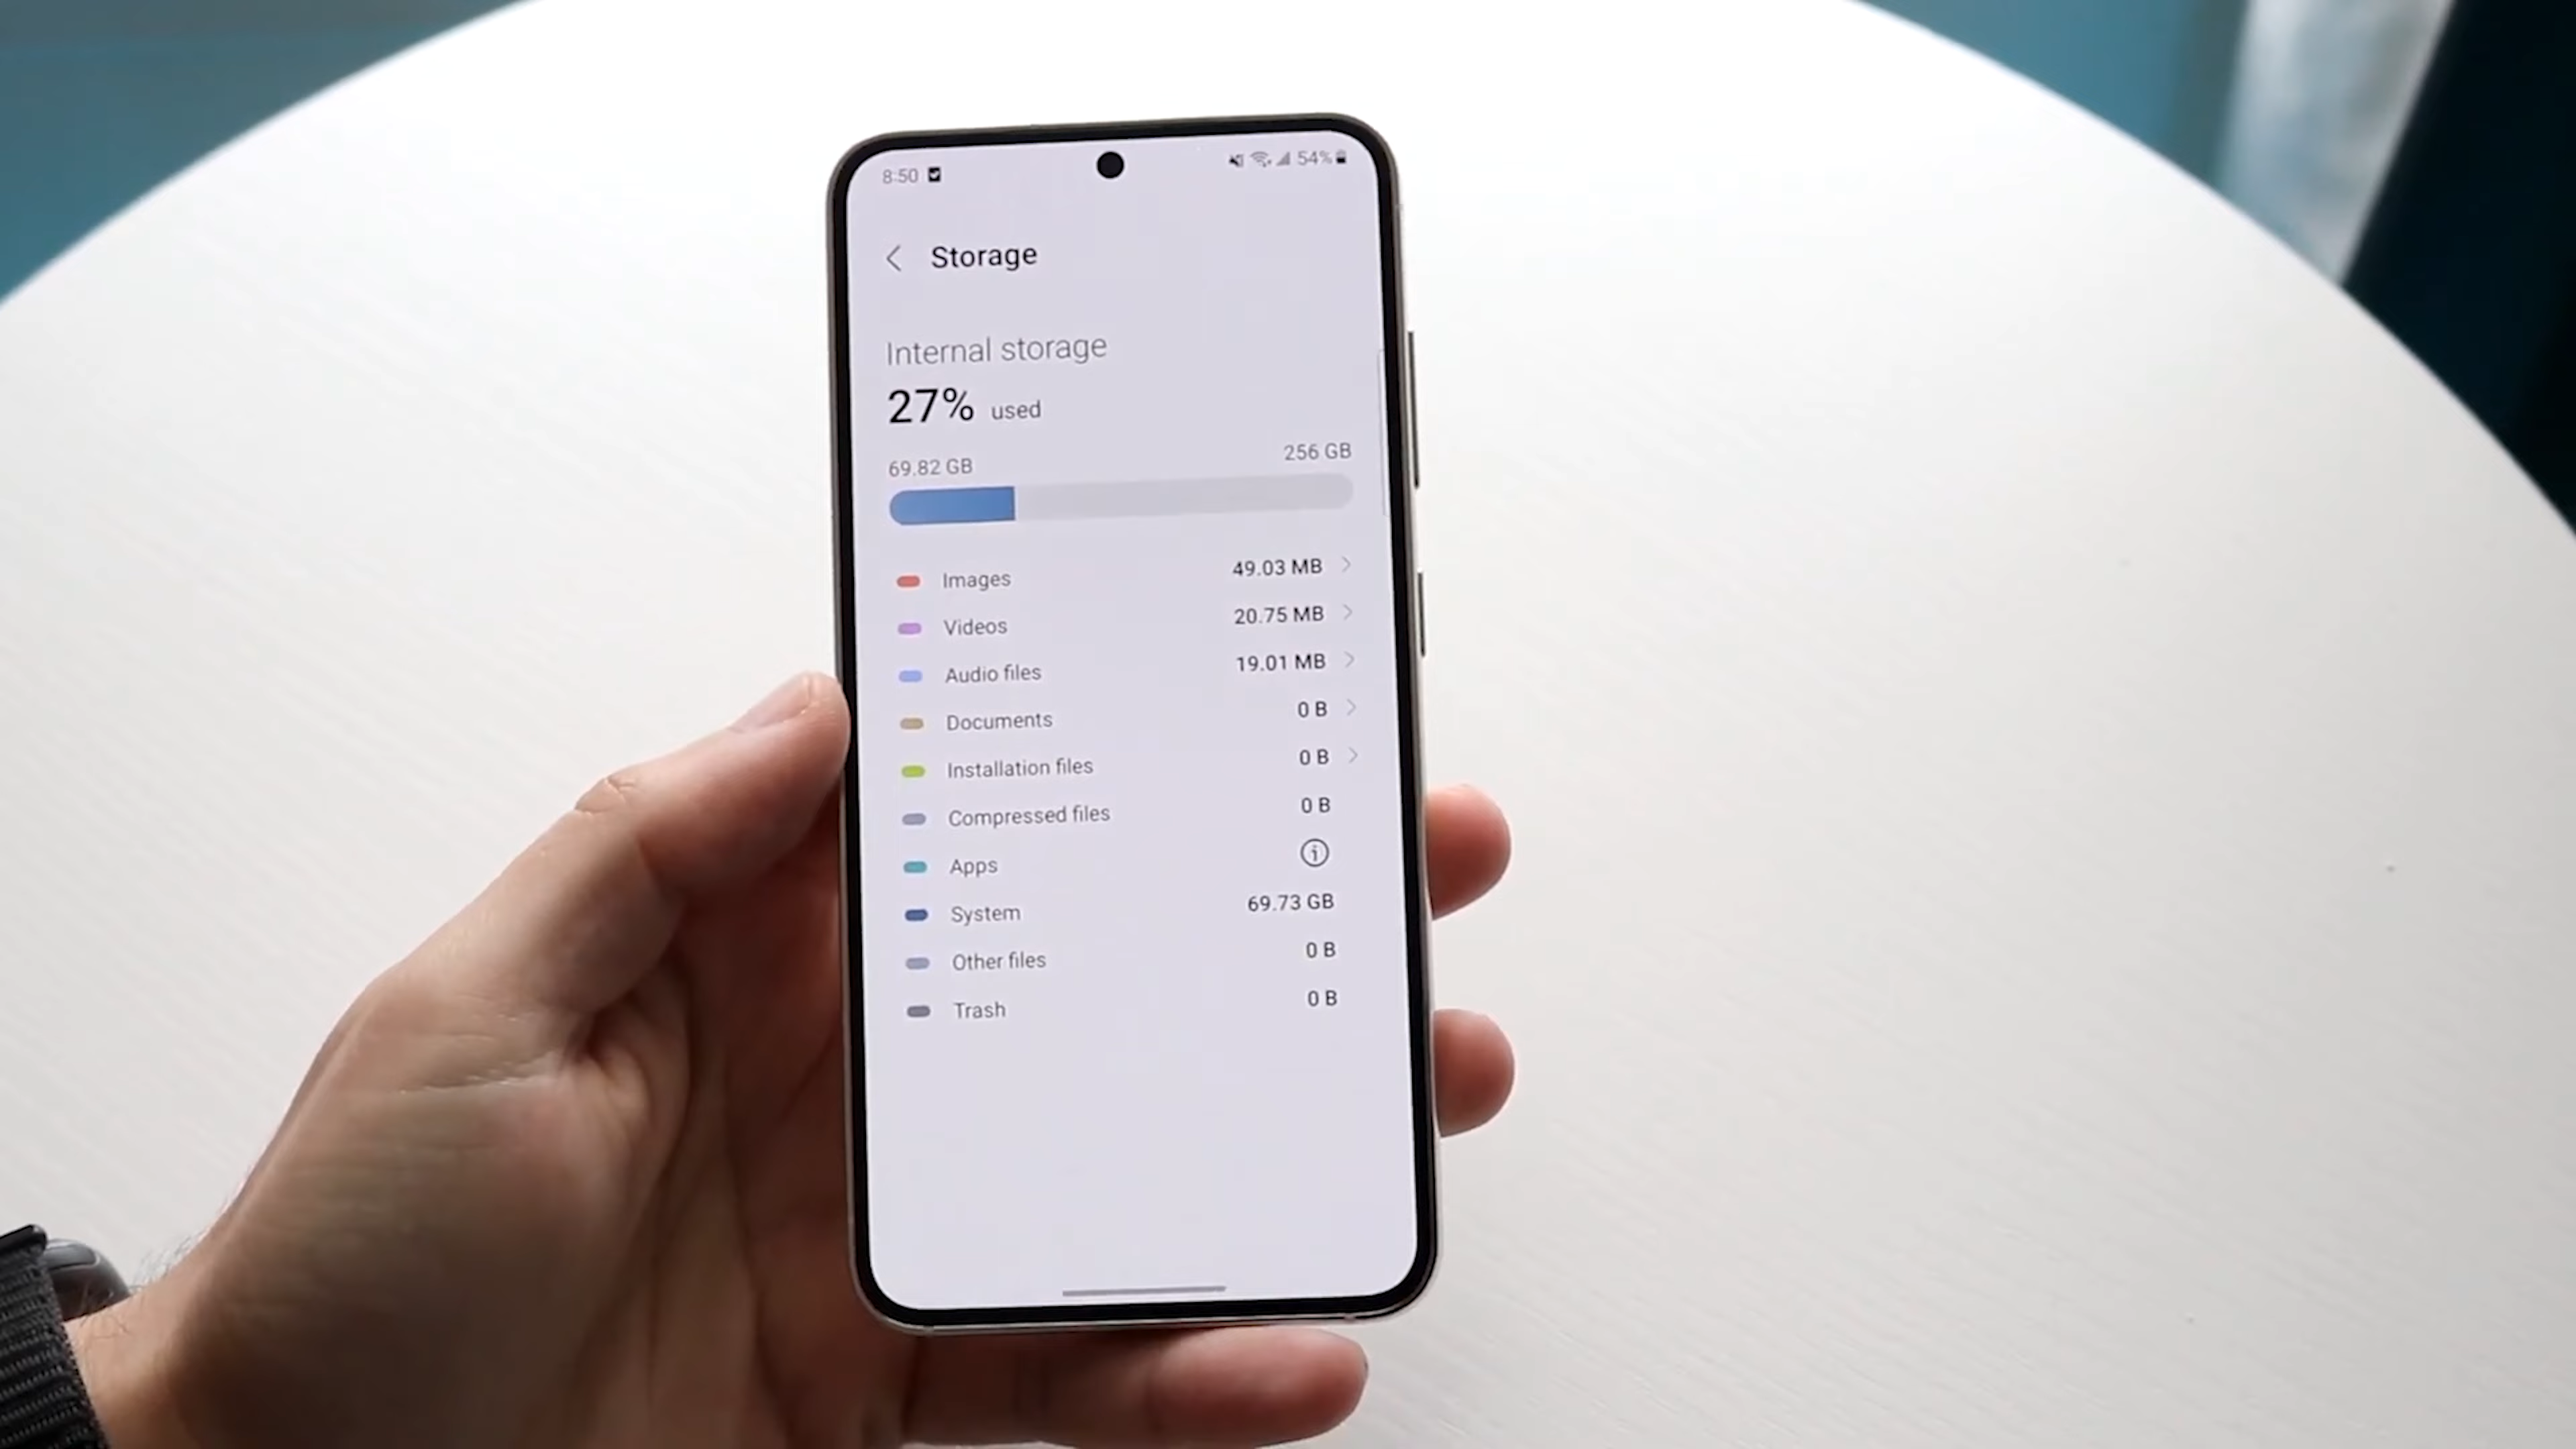 8:50 54%
Storage
Internal storage
27% used
69.82 GB 256 GB
Images 49.03 MB
Videos 20.75 MB
Audio files 19.01 MB
Documents 0 B
Installation files 0 B
Compressed files 0 B
Apps
System 69.73 GB
Other files 0 B
Trash 0 B